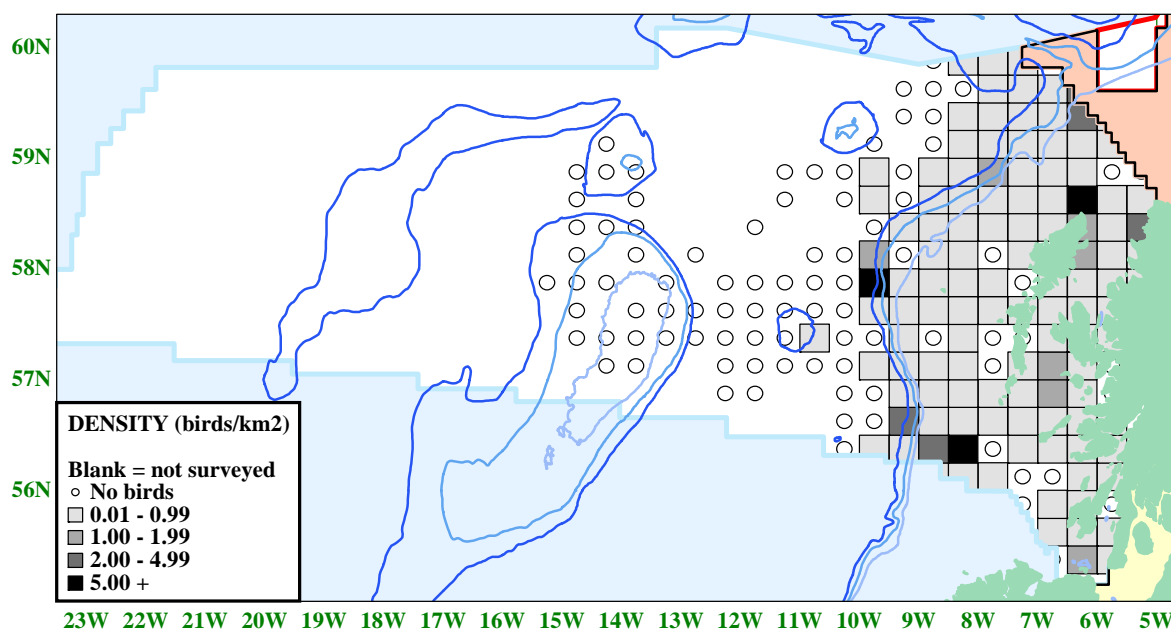 60N
59N
58N
57N
56N
DENSITY (birds/km2)
Blank = not surveyed
No birds
0.01 - 0.99
1.00 - 1.99
2.00 - 4.99
5.00 +
23W 22W 21W 20W 19W 18W 17W 16W 15W 14W 13W 12W 11W 10W 9W 8W 7W 6W 5W